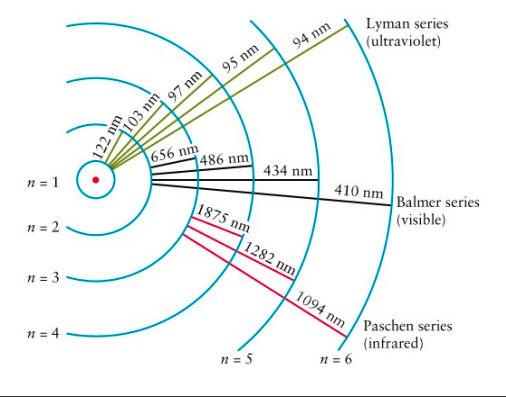 Lyman series
(ultraviolet)
94 nm
95 nm
97 nm
103 nm
122 nm
656 nm
486 nm
434 nm
410 nm
Balmer series
(visible)
1875 nm
1282 nm
1094 nm
Paschen series
(infrared)
n = 1
n = 2
n = 3
n = 4
n = 5
n = 6